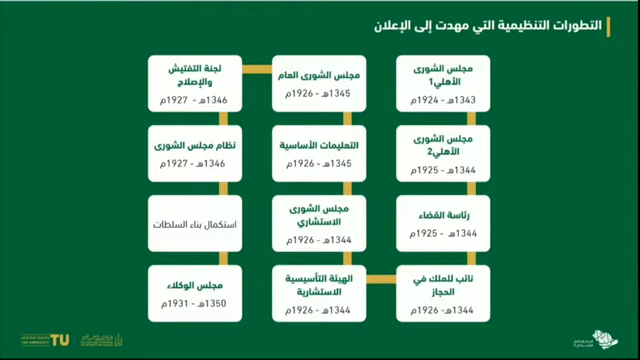 التطورات التنظيمية التي مهدت إلى الإعلان
مجلس الشورى
الأهلي1
1343هـ - 1924م
مجلس الشورى
الأهلي2
1344هـ - 1925م
رئاسة القضاء
1344هـ - 1925م
نائب للملك في
الحجاز
1344هـ -1926م
الهيئة التأسيسية
الاستشارية
1344هـ - 1926م
مجلس الشورى
الاستشاري
1344هـ - 1926م
التعليمات الأساسية
1345هـ - 1926م
مجلس الشورى العام
1345هـ - 1926م
لجنة التفتيش
والإصلاح
1346هـ - 1927م
نظام مجلس الشورى
1346هـ - 1927م
استكمال بناء السلطات
مجلس الوكلاء
1350هـ - 1931م
TU